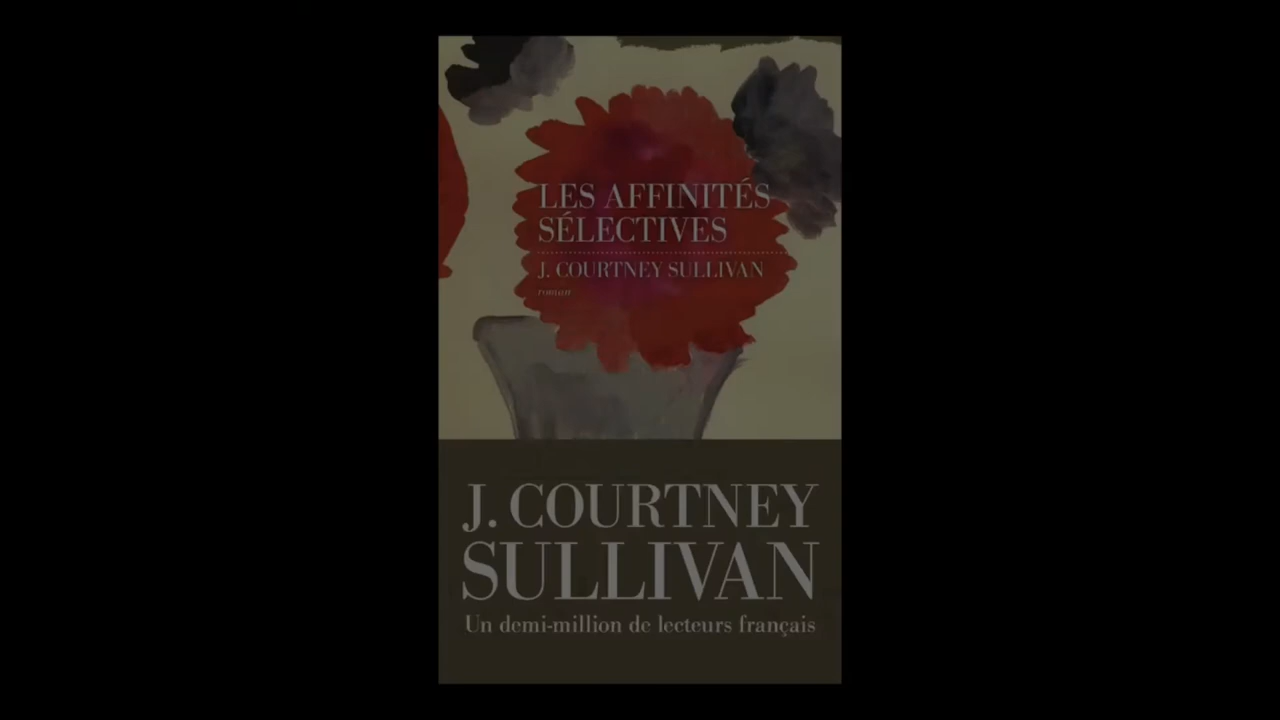 LES AFFINITÉS
SÉLECTIVES
J. COURTNEY SULLIVAN
roman
J. COURTNEY
SULLIVAN
Un demi-million de lecteurs français